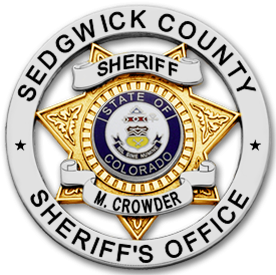 SEDGWICK COUNTY
SHERIFF
STATE OF
COLORADO
M. CROWDER
SHERIFF'S OFFICE